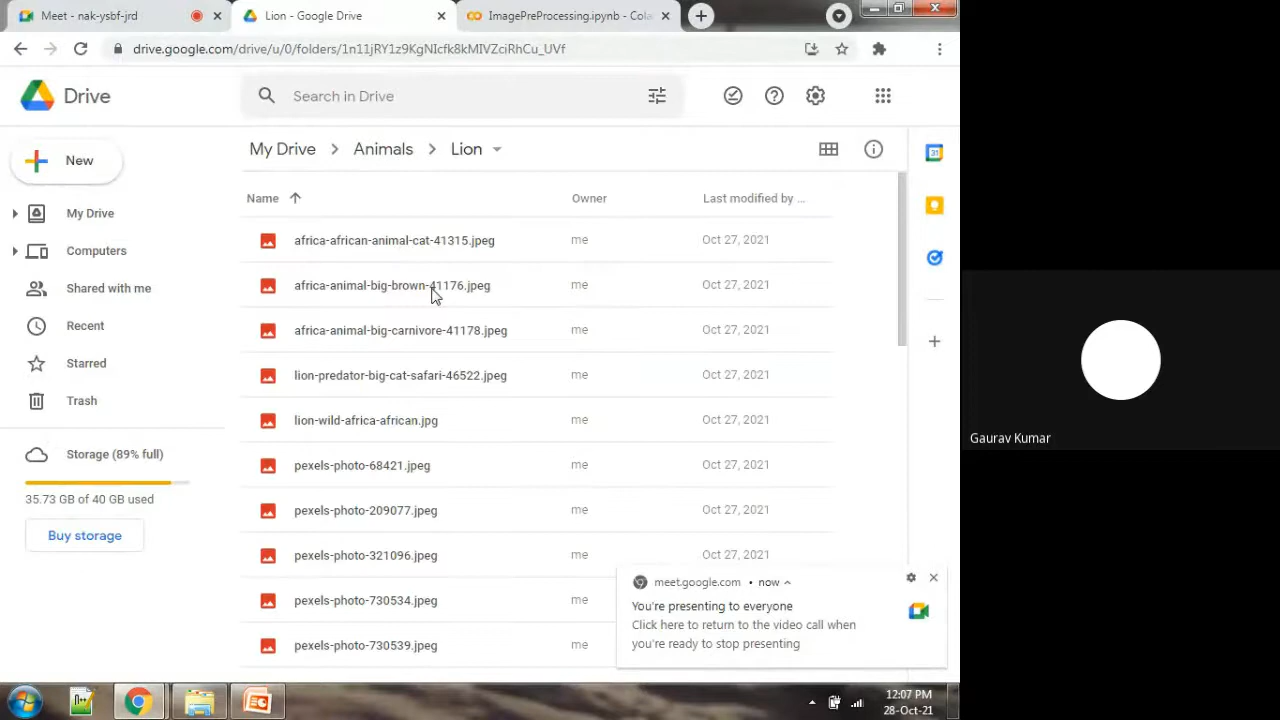 Meet - nak-ysbf-jrd
Lion - Google Drive
ImagePreProcessing.ipynb - Cola
drive.google.com/drive/u/0/folders/1n11jRY1z9KgNIcfk8kMIVZciRhCu_UVf
Drive
Search in Drive
New
My Drive
Computers
Shared with me
Recent
Starred
Trash
Storage (89% full)
35.73 GB of 40 GB used
Buy storage
My Drive > Animals > Lion
Name Owner Last modified by ...
africa-african-animal-cat-41315.jpeg me Oct 27, 2021
africa-animal-big-brown-41176.jpeg me Oct 27, 2021
africa-animal-big-carnivore-41178.jpeg me Oct 27, 2021
lion-predator-big-cat-safari-46522.jpeg me Oct 27, 2021
lion-wild-africa-african.jpg me Oct 27, 2021
pexels-photo-68421.jpeg me Oct 27, 2021
pexels-photo-209077.jpeg me Oct 27, 2021
pexels-photo-321096.jpeg me Oct 27, 2021
pexels-photo-730534.jpeg me
pexels-photo-730539.jpeg me
31
meet.google.com • now
You're presenting to everyone
Click here to return to the video call when
you're ready to stop presenting
Gaurav Kumar
12:07 PM
28-Oct-21